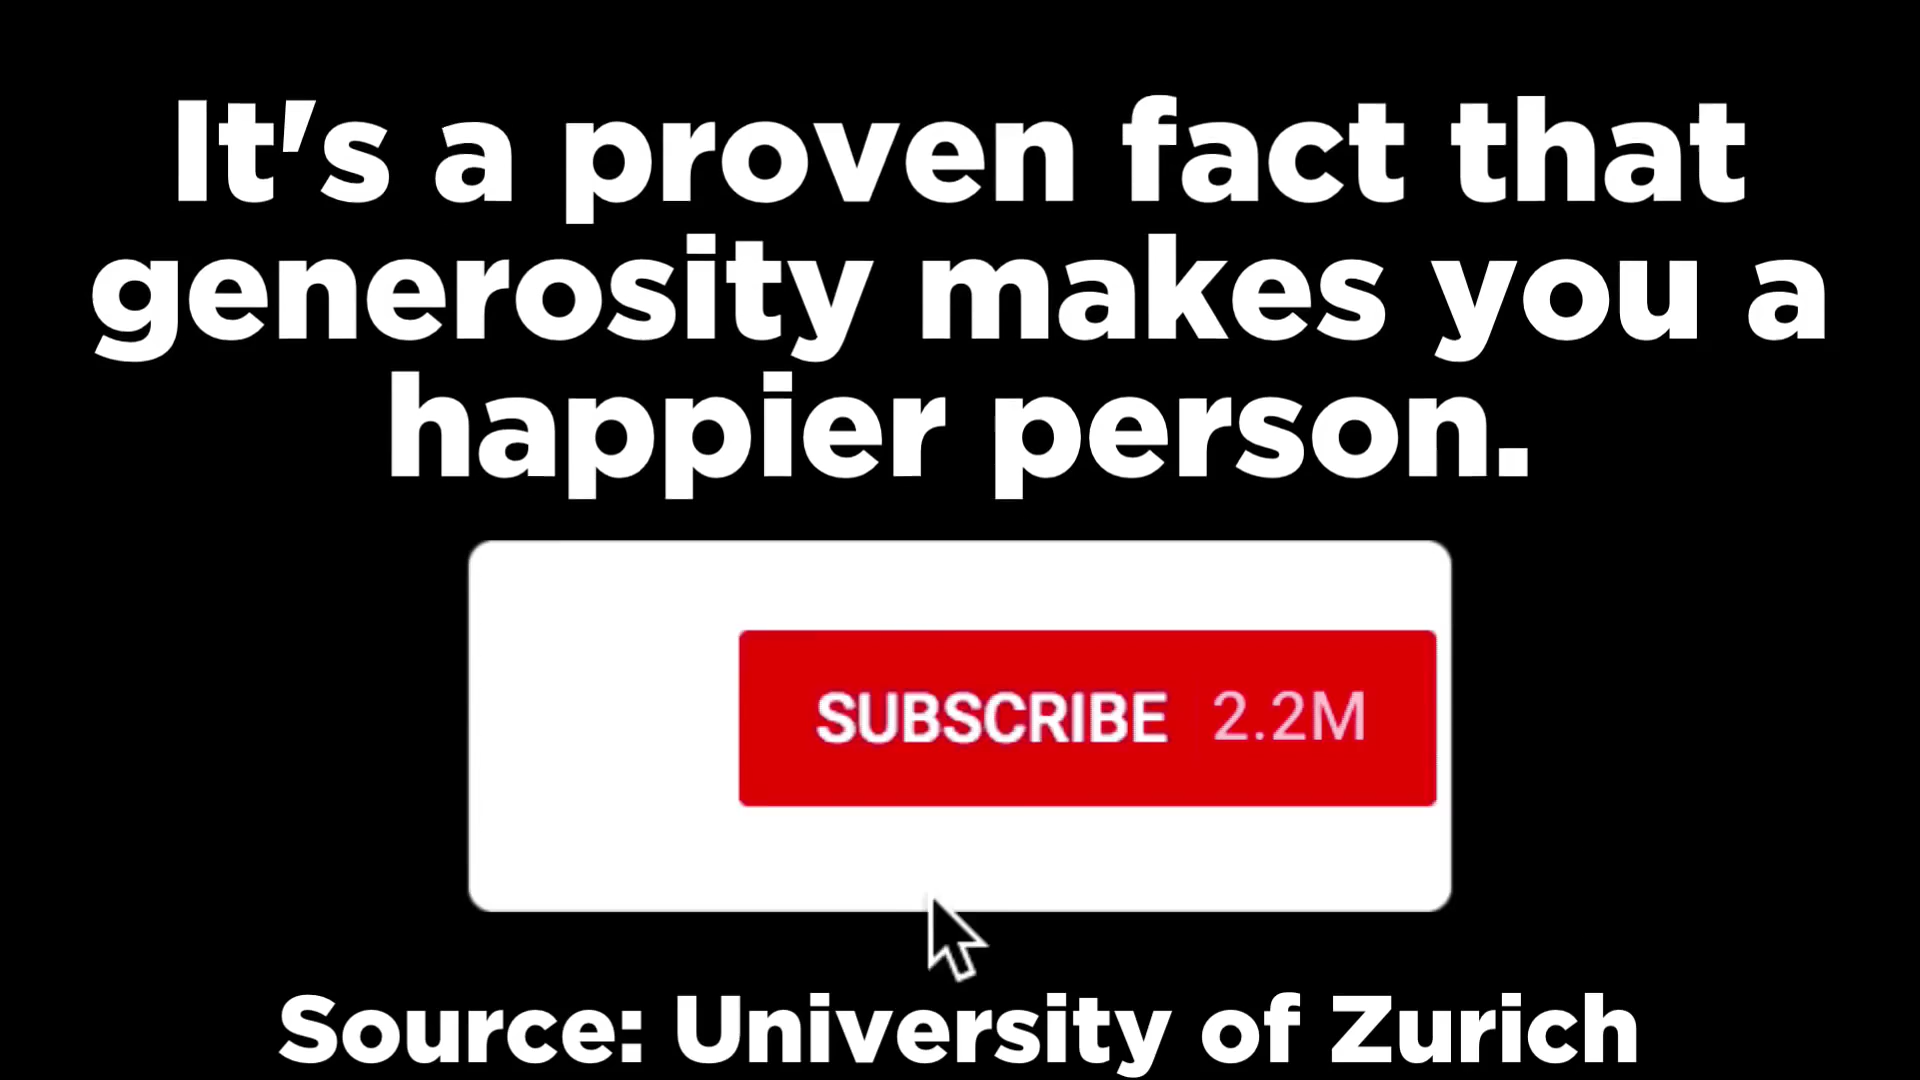 It's a proven fact that
generosity makes you a
happier person.
SUBSCRIBE 2.2M
Source: University of Zurich